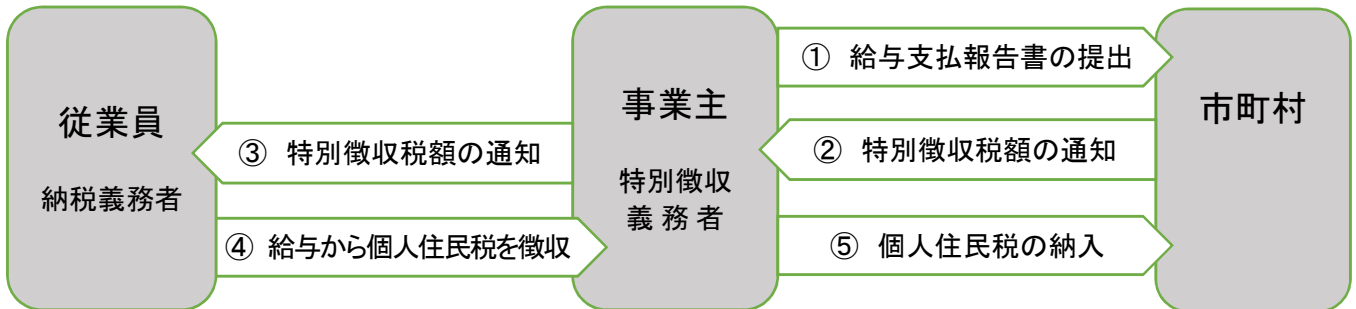 従業員
納税義務者
③ 特別徴収税額の通知
④ 給与から個人住民税を徴収
事業主
特別徴収
義務者
① 給与支払報告書の提出
② 特別徴収税額の通知
⑤ 個人住民税の納入
市町村